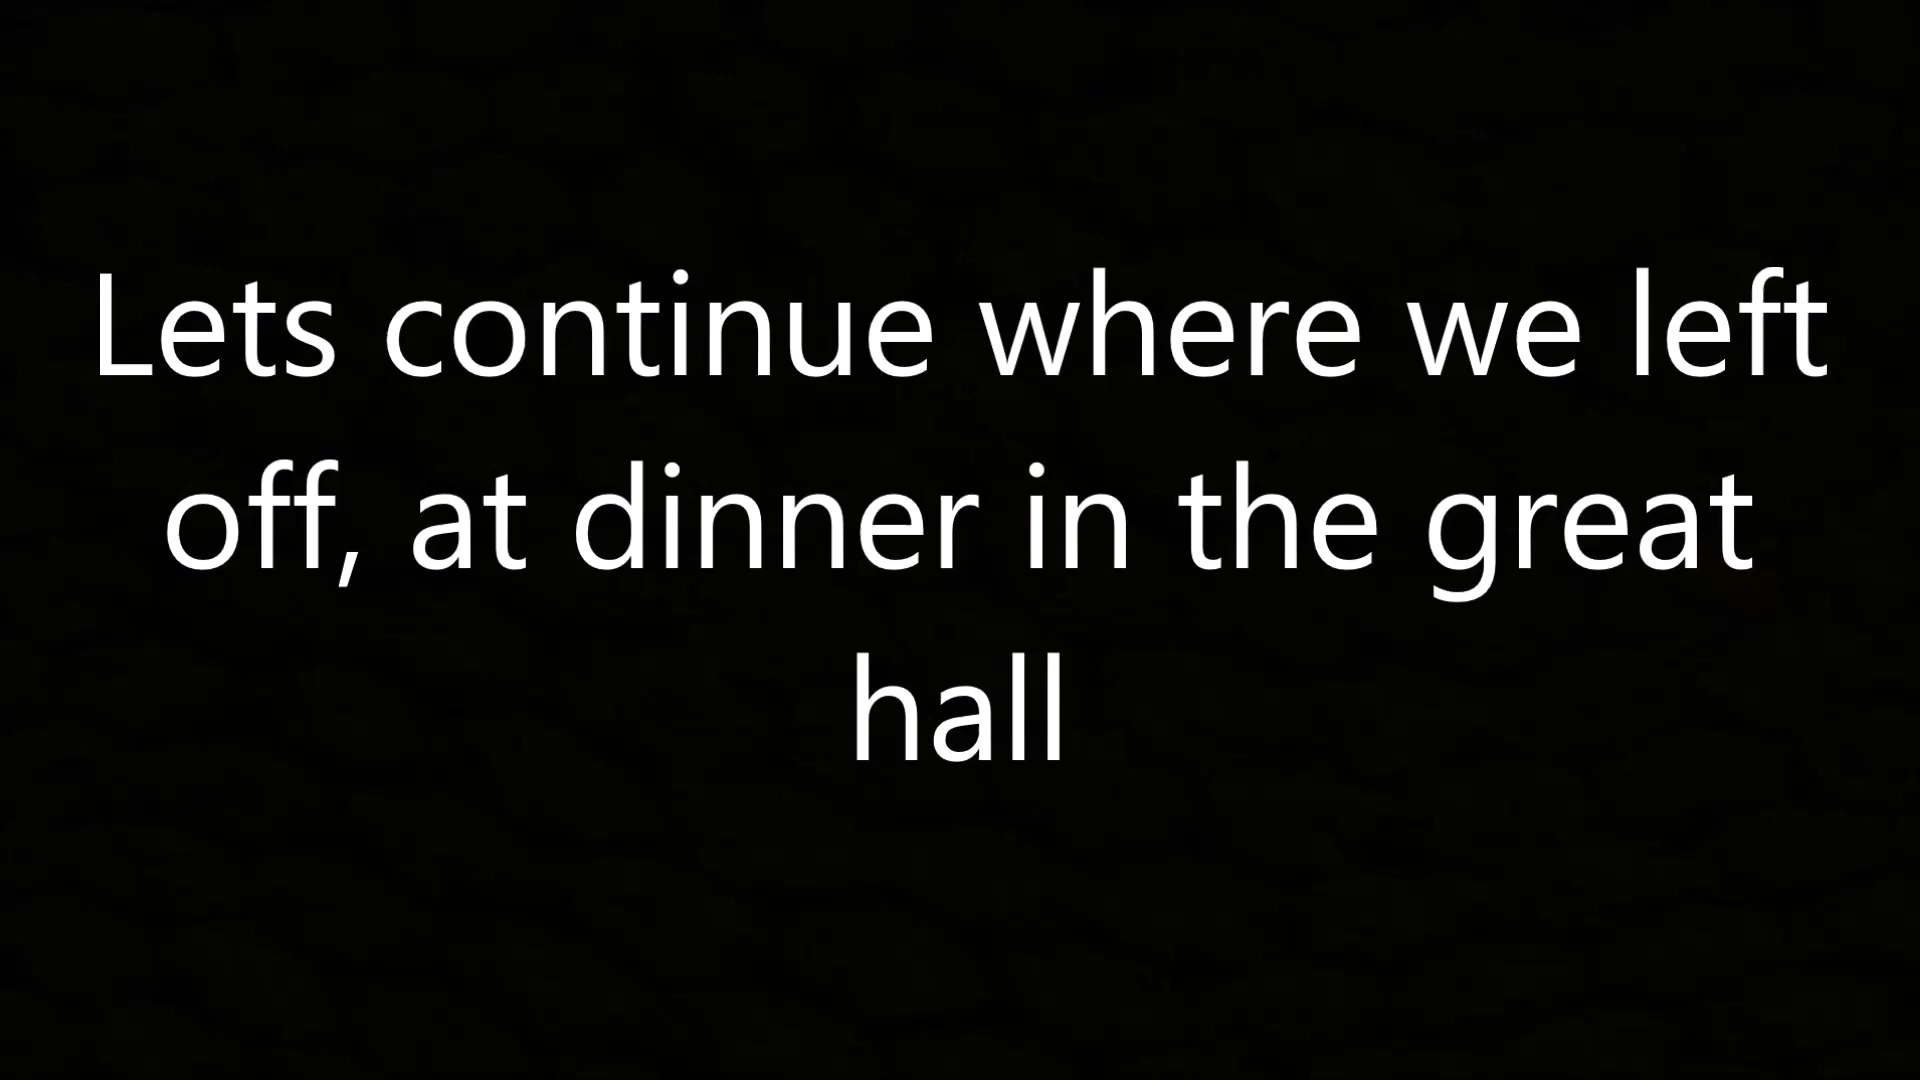 Lets continue where we left
off, at dinner in the great
hall